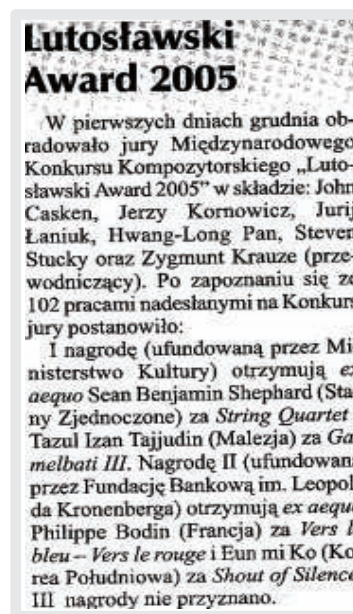 Lutosławski
Award 2005
W pierwszych dniach grudnia ob-
radowało jury Międzynarodowego
Konkursu Kompozytorskiego „Luto-
sławski Award 2005” w składzie: John
Casken, Jerzy Kornowicz, Jurij
Łaniuk, Hwang-Long Pan, Steven
Stucky oraz Zygmunt Krauze (prze-
wodniczący). Po zapoznaniu się ze
102 pracami nadesłanymi na Konkurs
jury postanowiło:
I nagrodę (ufundowaną przez Mi-
nisterstwo Kultury) otrzymują ex
aequo Sean Benjamin Shephard (Sta-
ny Zjednoczone) za String Quartet
Tazul Izan Tajjudin (Malezja) za Ga-
melbati III. Nagrodę II (ufundowaną
przez Fundację Bankową im. Leopol-
da Kronenberga) otrzymują ex aequo
Philippe Bodin (Francja) za Vers le
bleu – Vers le rouge i Eun mi Ko (Ko-
rea Południowa) za Shout of Silence
III nagrody nie przyznano.